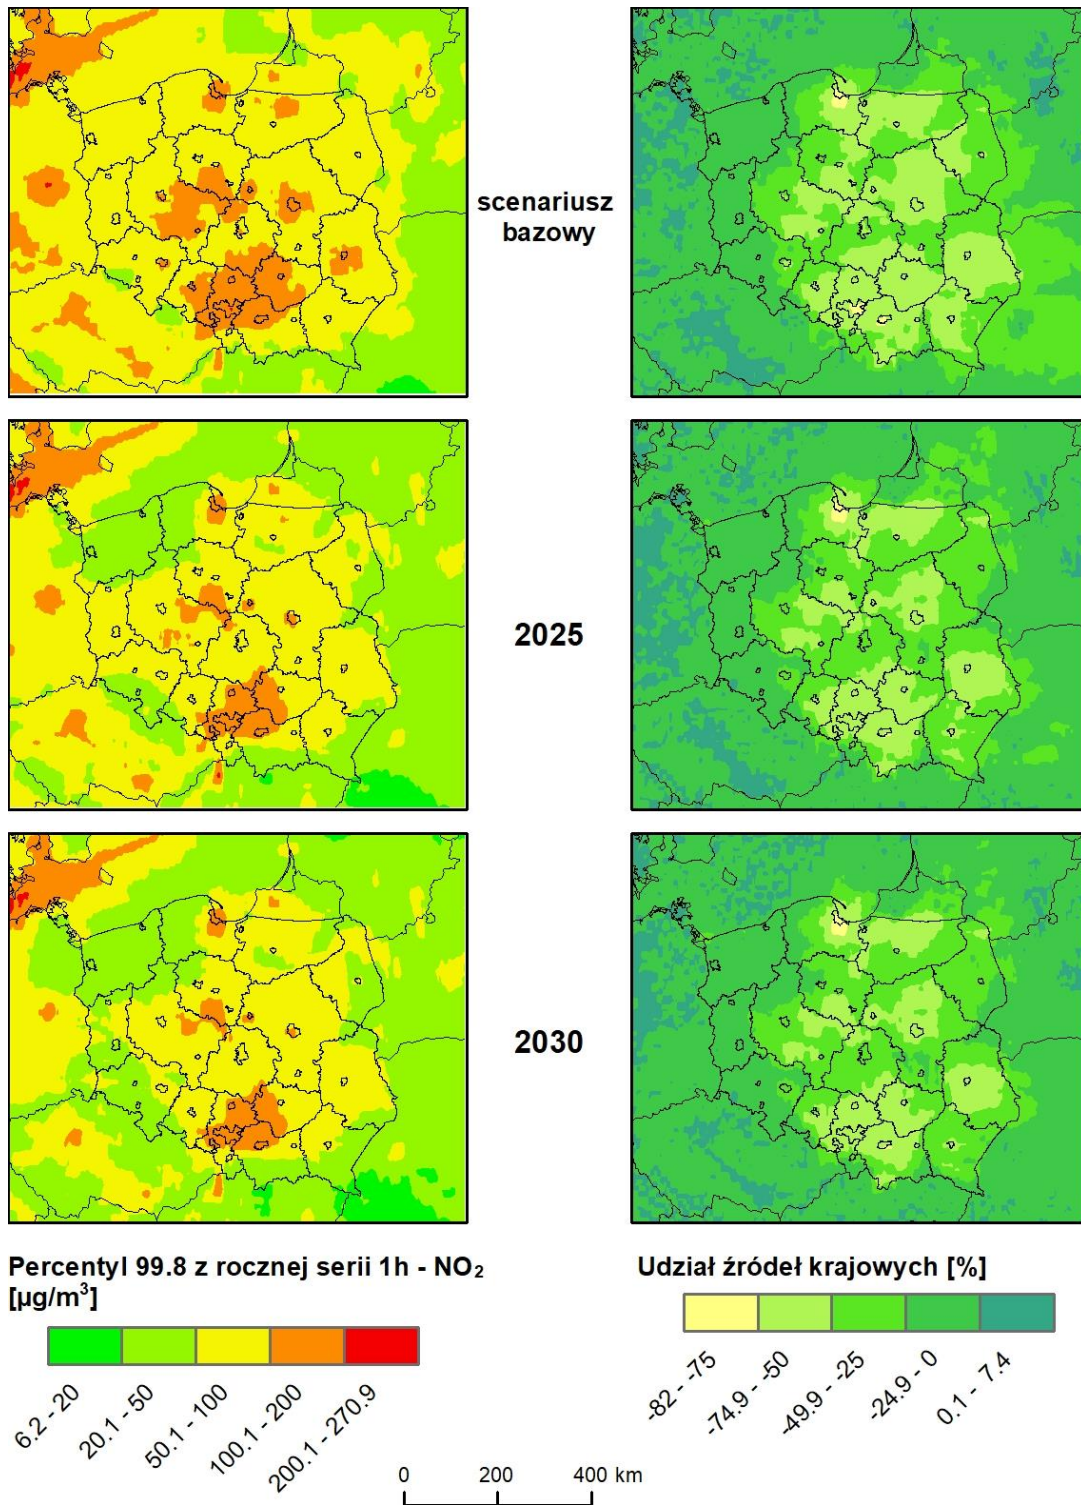 scenariusz
bazowy
2025
2030
Percentyl 99.8 z rocznej serii 1h - NO₂
[µg/m³]
6.2 - 20
20.1 - 50
50.1 - 100
100.1 - 200
200.1 - 270.9
Udział źródeł krajowych [%]
-82 - -75
-74.9 - -50
-49.9 - -25
-24.9 - 0
0.1 - 7.4
0 200 400 km